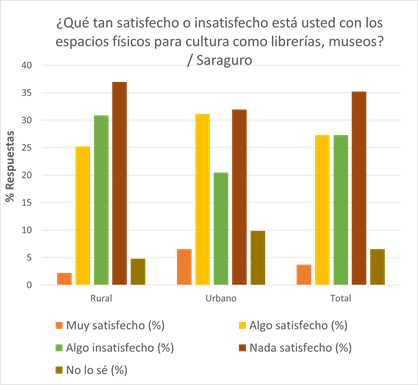 ¿Qué tan satisfecho o insatisfecho está usted con los
espacios físicos para cultura como librerías, museos?
/ Saraguro
% Respuestas
40
35
30
25
20
15
10
5
0
Rural
Urbano
Total
Muy satisfecho (%)
Algo satisfecho (%)
Algo insatisfecho (%)
Nada satisfecho (%)
No lo sé (%)